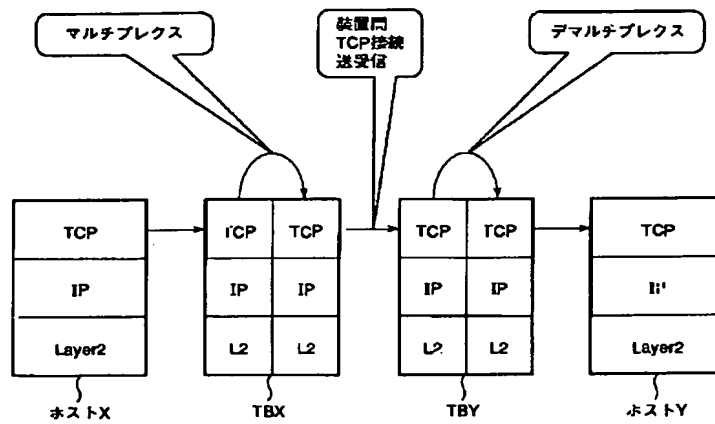 マルチプレクス
装置間
TCP接続
送受信
デマルチプレクス
TCP
TCP TCP
TCP TCP
TCP
IP
IP IP
IP IP
IP
Layer2
L2 L2
L2 L2
Layer2
ホストX
TBX
TBY
ホストY